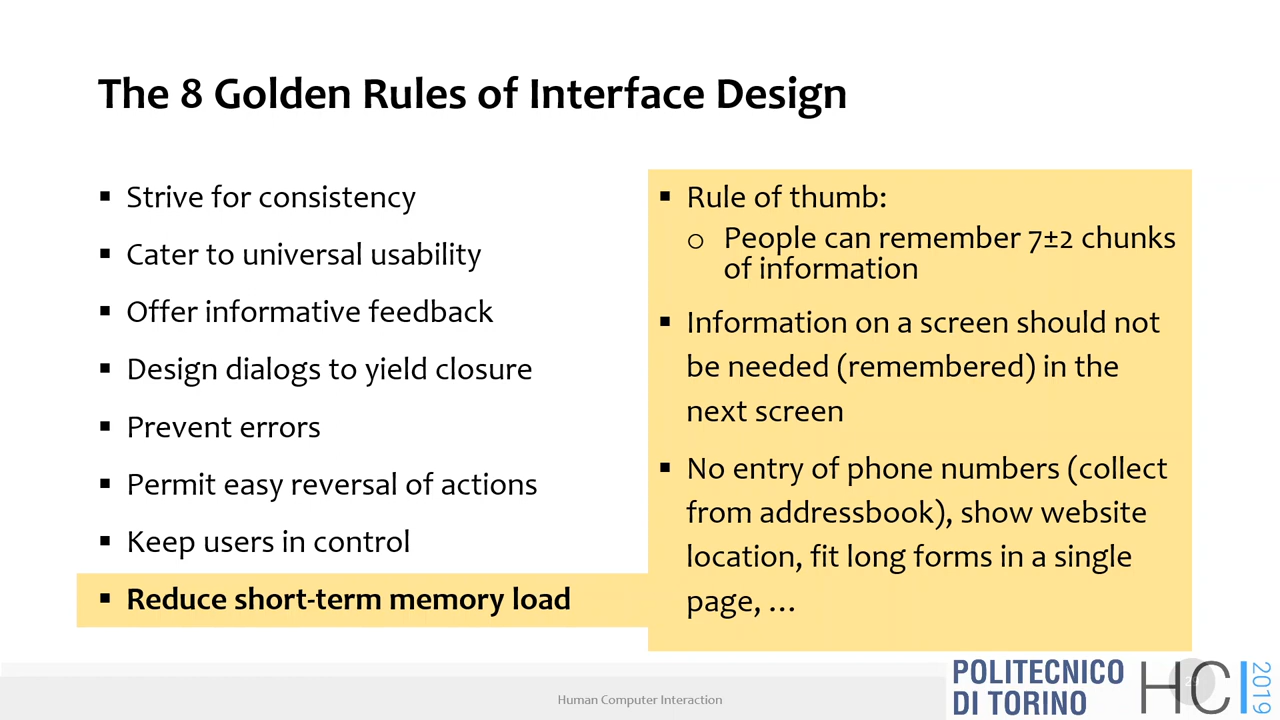 The 8 Golden Rules of Interface Design
▪ Strive for consistency
▪ Cater to universal usability
▪ Offer informative feedback
▪ Design dialogs to yield closure
▪ Prevent errors
▪ Permit easy reversal of actions
▪ Keep users in control
▪ Reduce short-term memory load
▪ Rule of thumb:
o People can remember 7±2 chunks
of information
▪ Information on a screen should not
be needed (remembered) in the
next screen
▪ No entry of phone numbers (collect
from addressbook), show website
location, fit long forms in a single
page, …
Human Computer Interaction
POLITECNICO
DI TORINO
HCI
2019